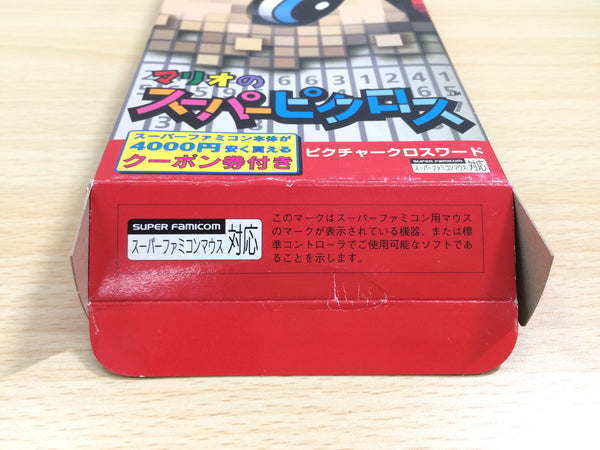 マリオの
スーパーピクロス
TM
スーパーファミコン本体が
4000円安く買える
クーポン券付き
ピクチャークロスワード
SUPER FAMICOM
スーパーファミコンマウス 対応
SUPER FAMICOM
スーパーファミコンマウス 対応
このマークはスーパーファミコン用マウス
のマークが表示されている機器、または標
準コントローラでご使用可能なソフトであ
ることを示します。